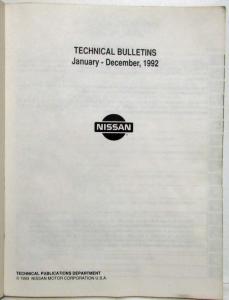 TECHNICAL BULLETINS
January - December, 1992
NISSAN
TECHNICAL PUBLICATIONS DEPARTMENT
© 1993 NISSAN MOTOR CORPORATION U.S.A.